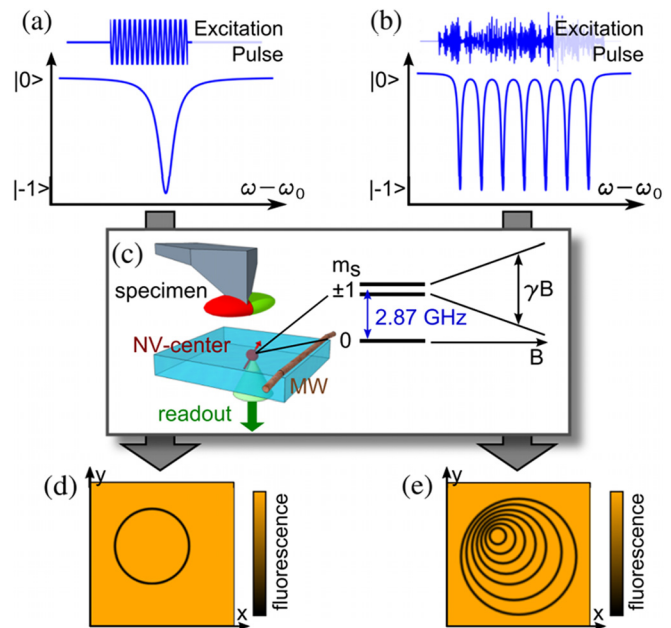 (a)
Excitation
Pulse
|0>
|-1>
ω−ω₀
(b)
Excitation
Pulse
|0>
|-1>
ω−ω₀
(c)
specimen
NV-center
MW
readout
mₛ
±1
0
2.87 GHz
γB
B
(d)
y
x
fluorescence
(e)
y
x
fluorescence